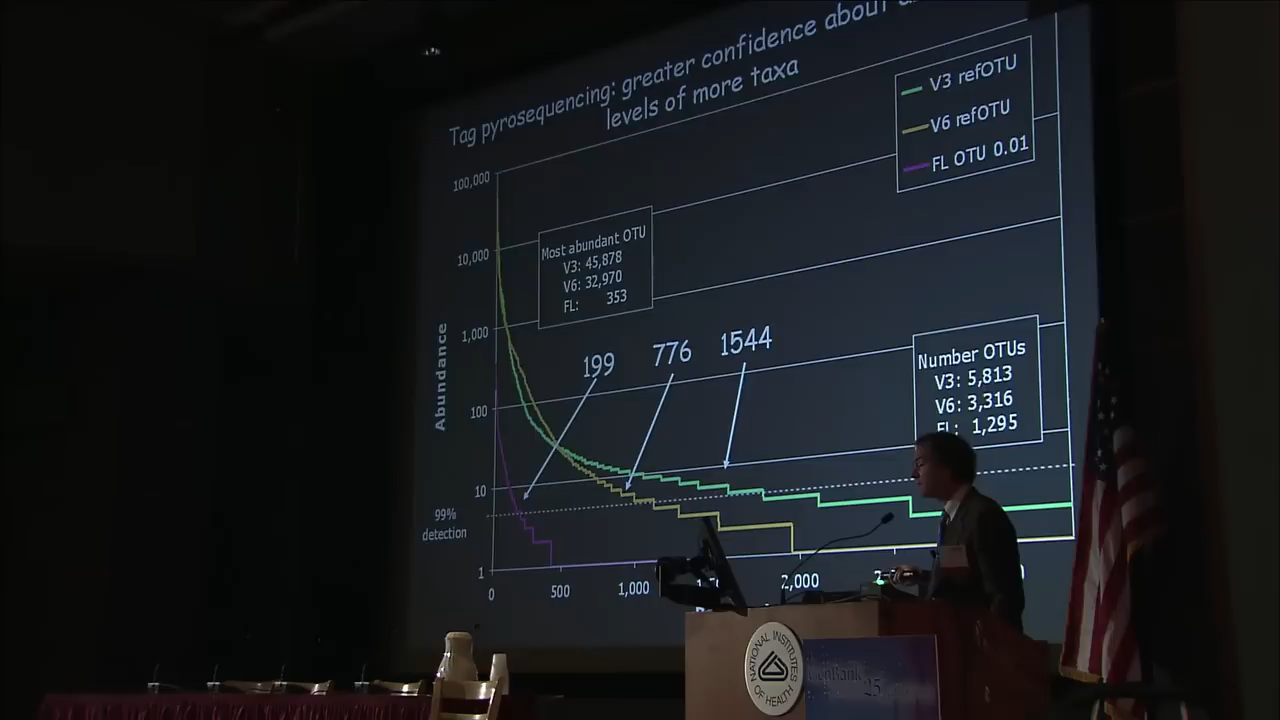 Tag pyrosequencing: greater confidence about
levels of more taxa
V3 refOTU
V6 refOTU
FL OTU 0.01
100,000
10,000
1,000
100
10
1
Abundance
99%
detection
Most abundant OTU
V3: 45,878
V6: 32,970
FL: 353
199
776
1544
Number OTUs
V3: 5,813
V6: 3,316
FL: 1,295
0
500
1,000
2,000
NATIONAL INSTITUTES
OF HEALTH
GenBank
25